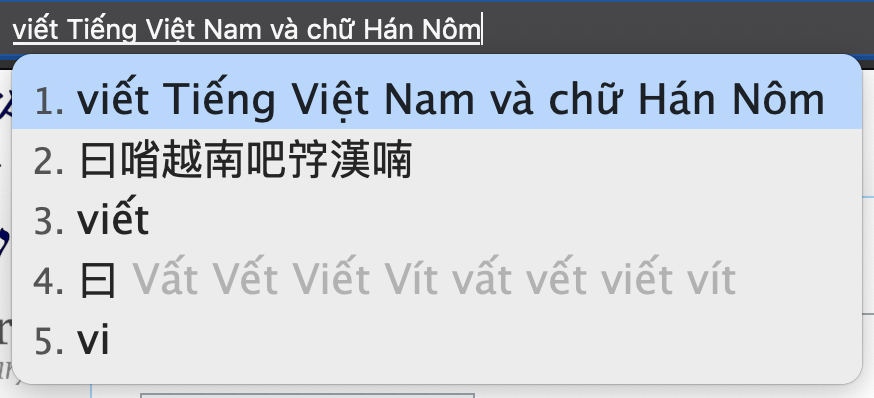 viết Tiếng Việt Nam và chữ Hán Nôm
1. viết Tiếng Việt Nam và chữ Hán Nôm
2. 曰㗂越南吧𡨸漢喃
3. viết
4. 曰 Vất Vết Viết Vít vất vết viết vít
5. vi